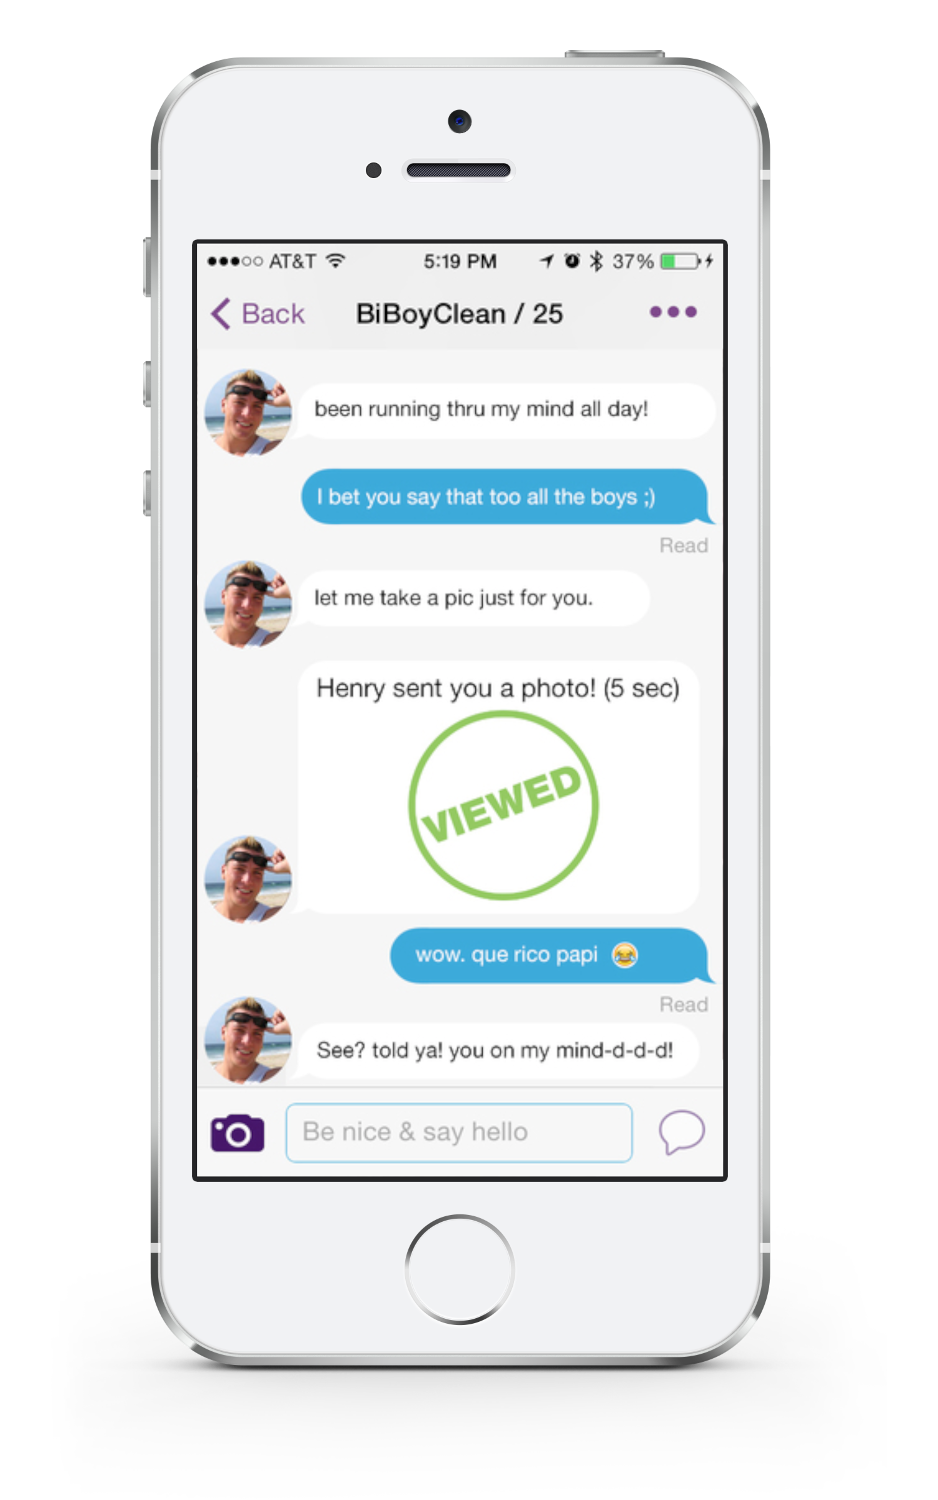 AT&T 5:19 PM 37%
Back BiBoyClean / 25
been running thru my mind all day!
I bet you say that too all the boys ;)
Read
let me take a pic just for you.
Henry sent you a photo! (5 sec)
VIEWED
wow. que rico papi 😂
Read
See? told ya! you on my mind-d-d-d!
Be nice & say hello